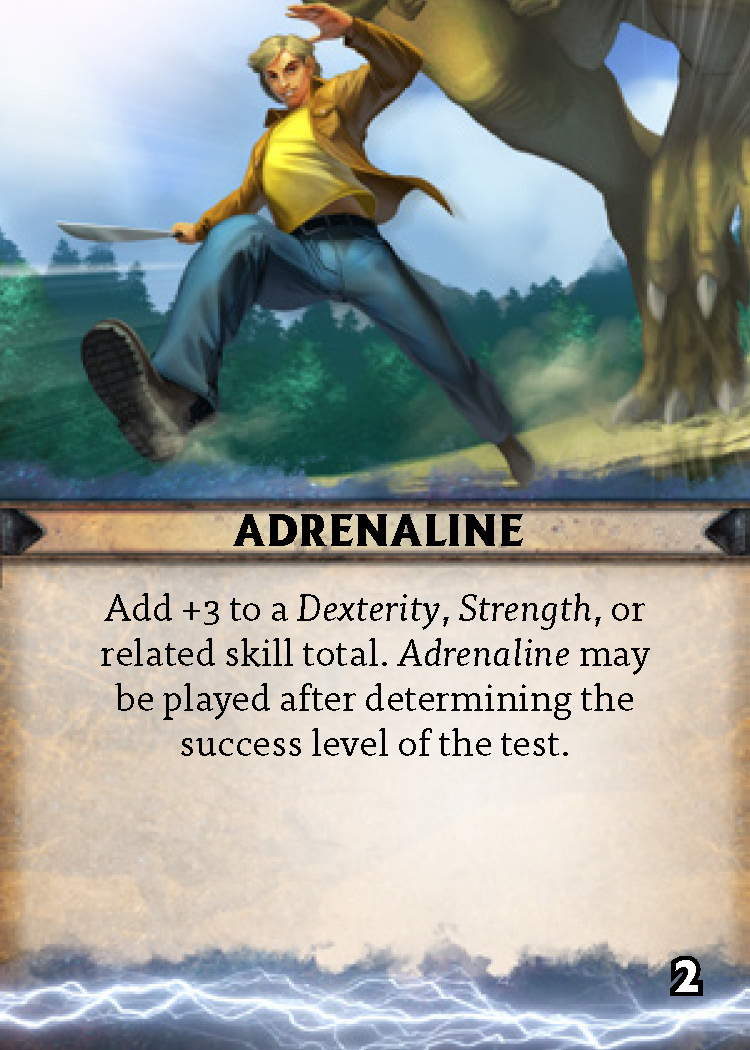 ADRENALINE
Add +3 to a Dexterity, Strength, or
related skill total. Adrenaline may
be played after determining the
success level of the test.
2